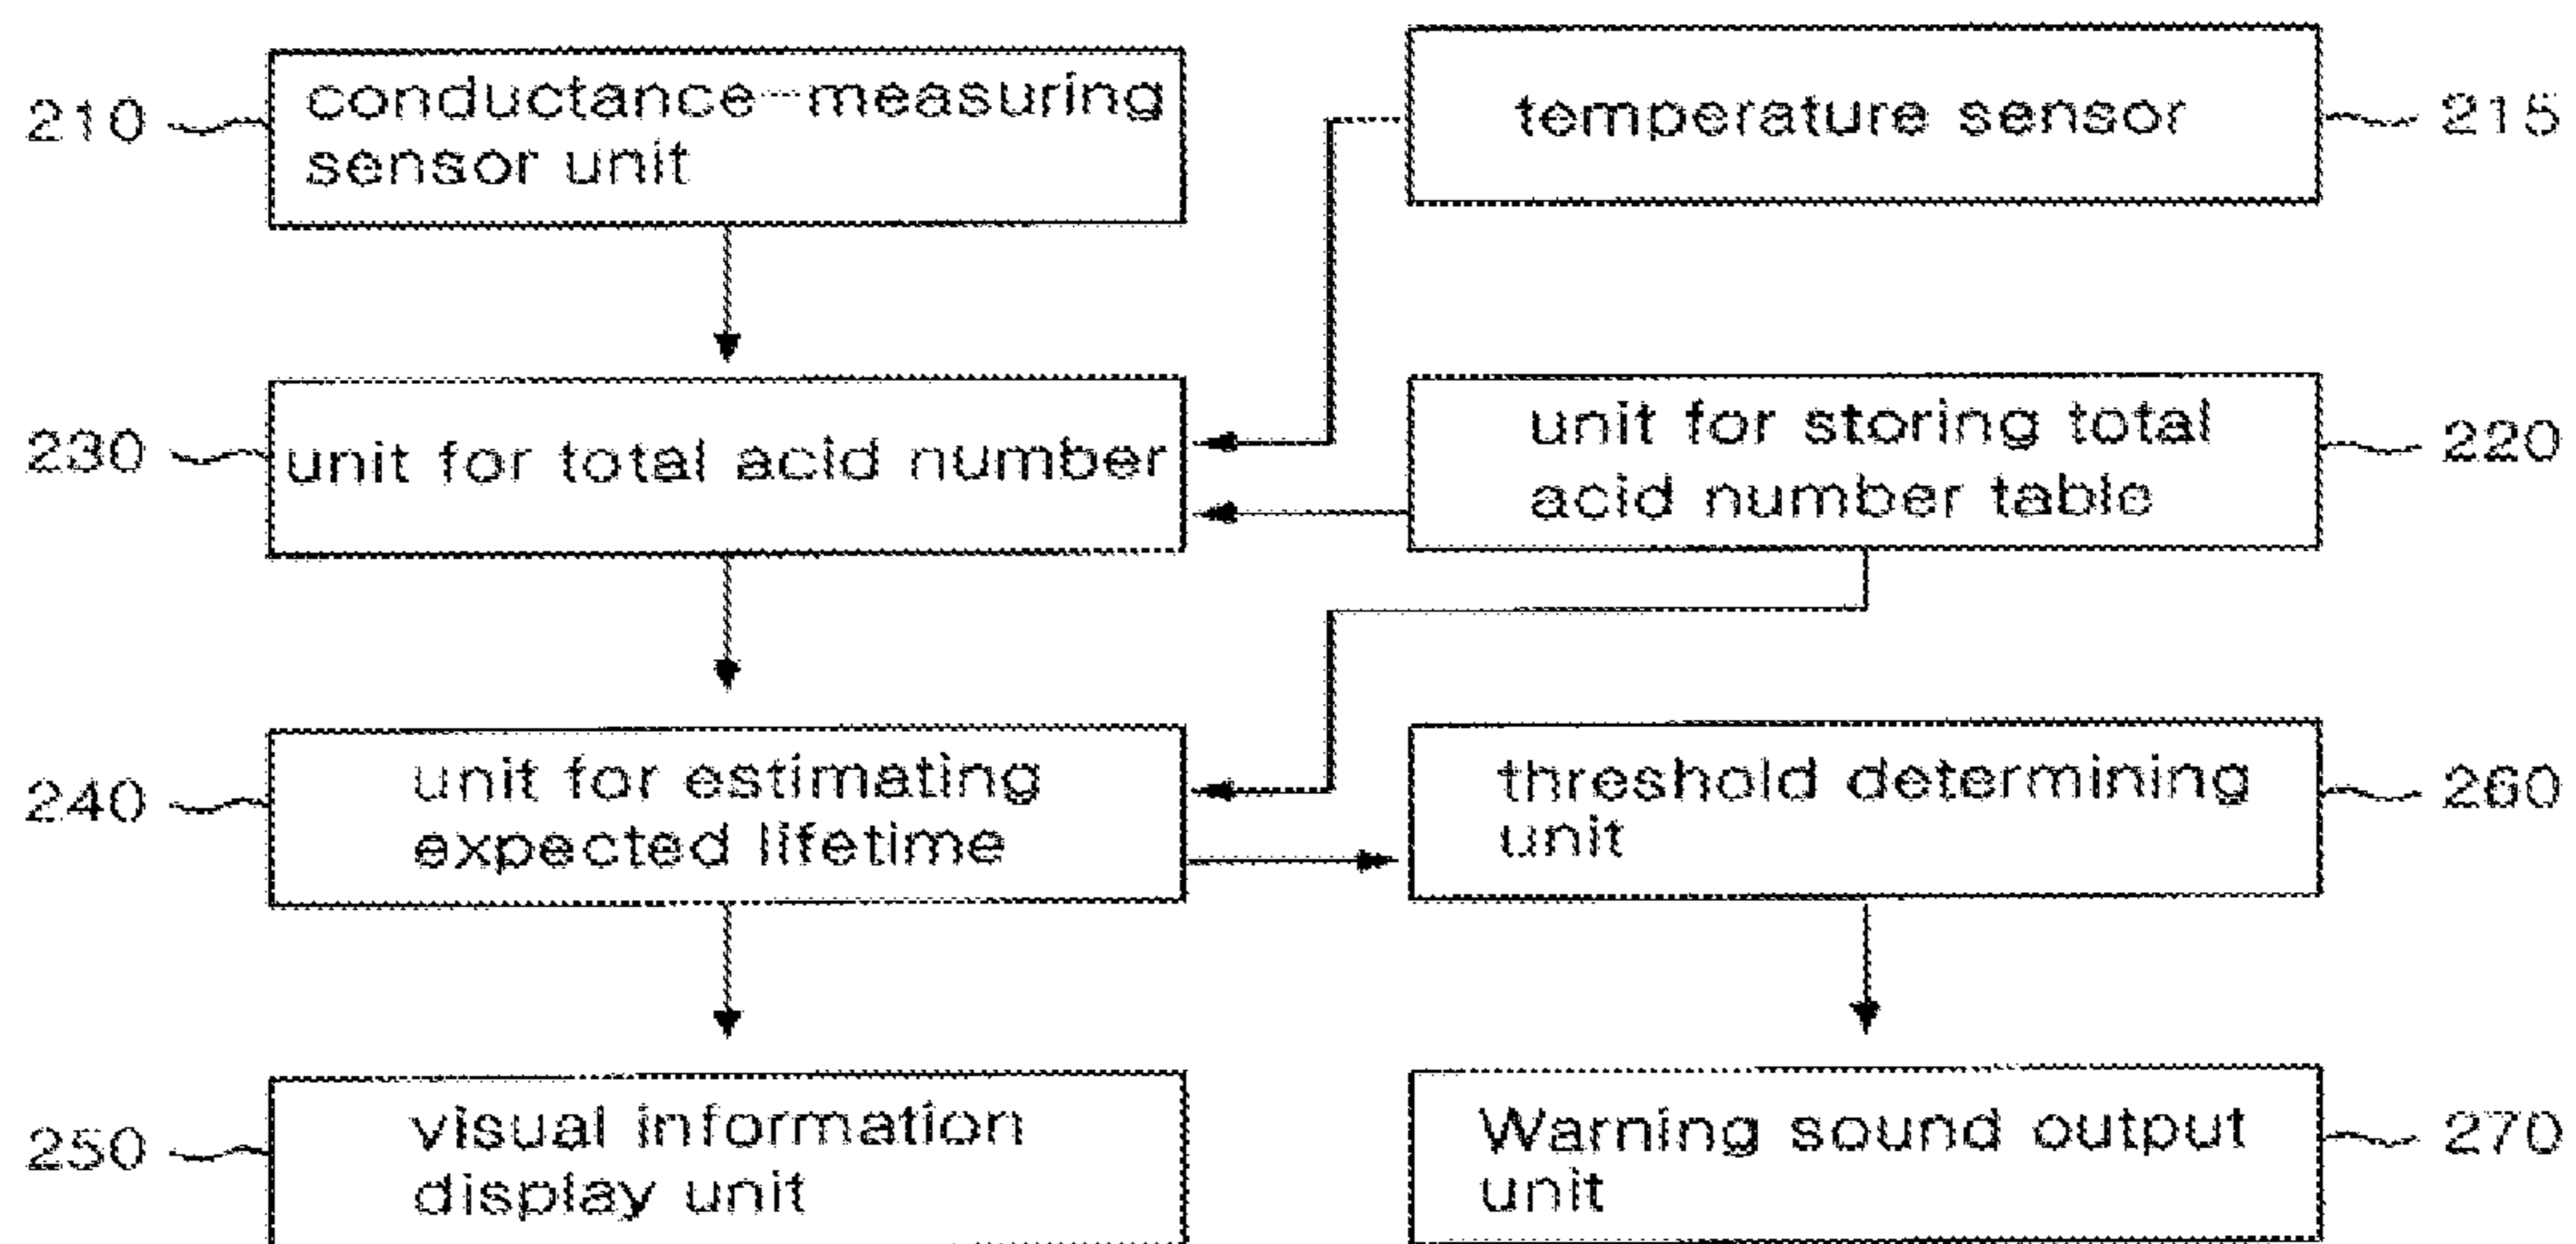 210
conductance-measuring
sensor unit
temperature sensor
215
230
unit for total acid number
unit for storing total
acid number table
220
240
unit for estimating
expected lifetime
threshold determining
unit
260
250
visual information
display unit
Warning sound output
unit
270